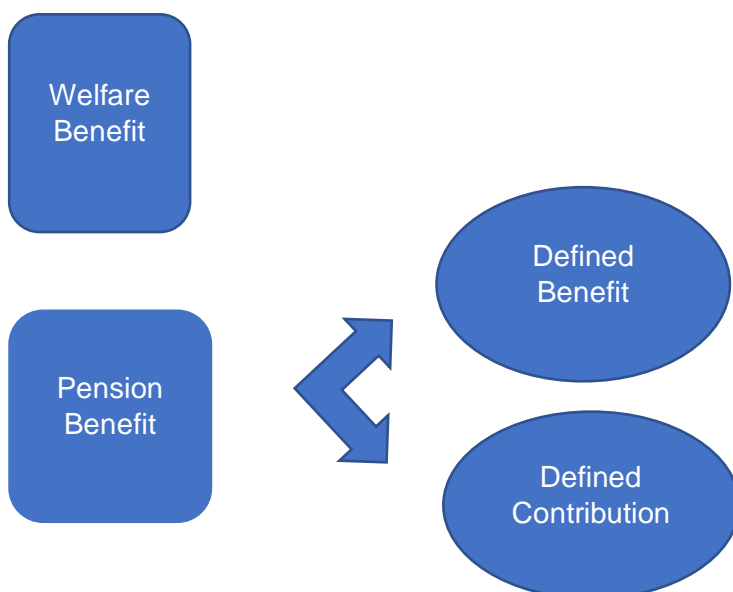 Welfare
Benefit
Defined
Benefit
Pension
Benefit
Defined
Contribution